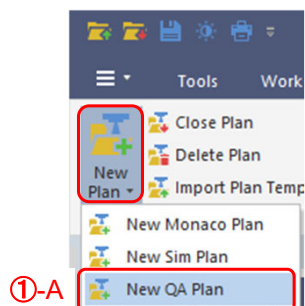 Tools Work
Close Plan
Delete Plan
New
Plan
Import Plan Temp
New Monaco Plan
New Sim Plan
①-A
New QA Plan